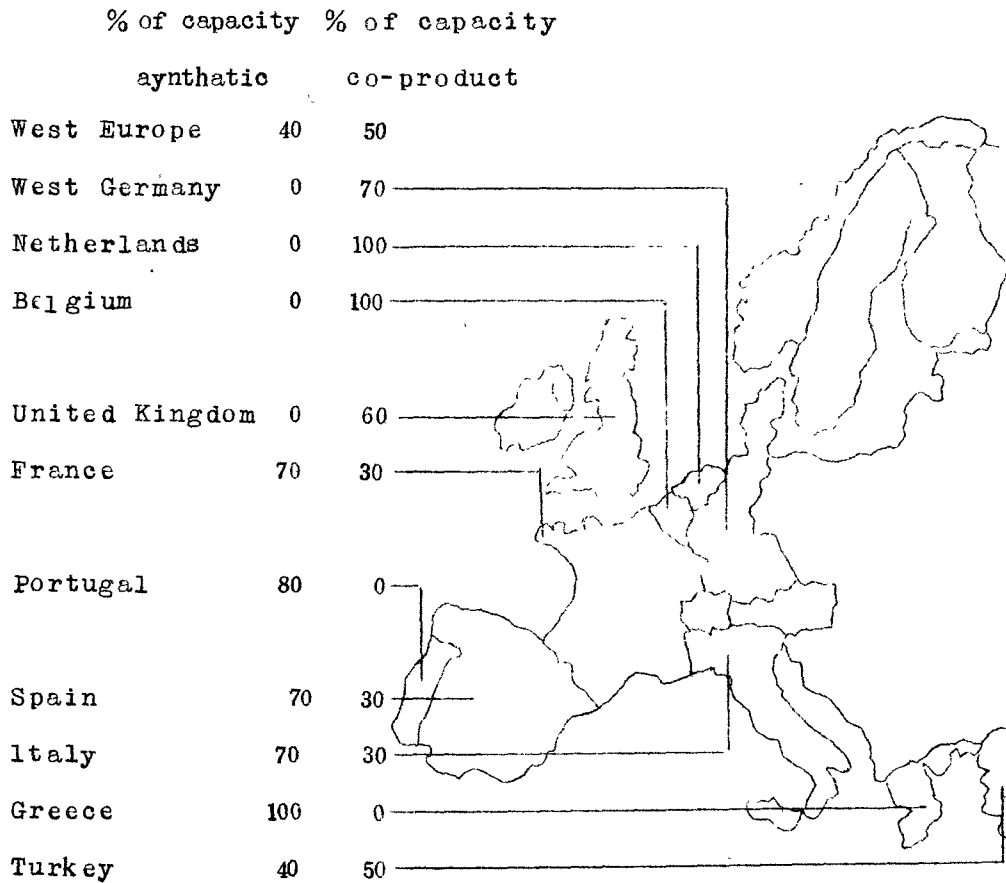 % of capacity % of capacity
aynthatic co-product
West Europe 40 50
West Germany 0 70
Netherlands 0 100
Belgium 0 100
United Kingdom 0 60
France 70 30
Portugal 80 0
Spain 70 30
ltaly 70 30
Greece 100 0
Turkey 40 50